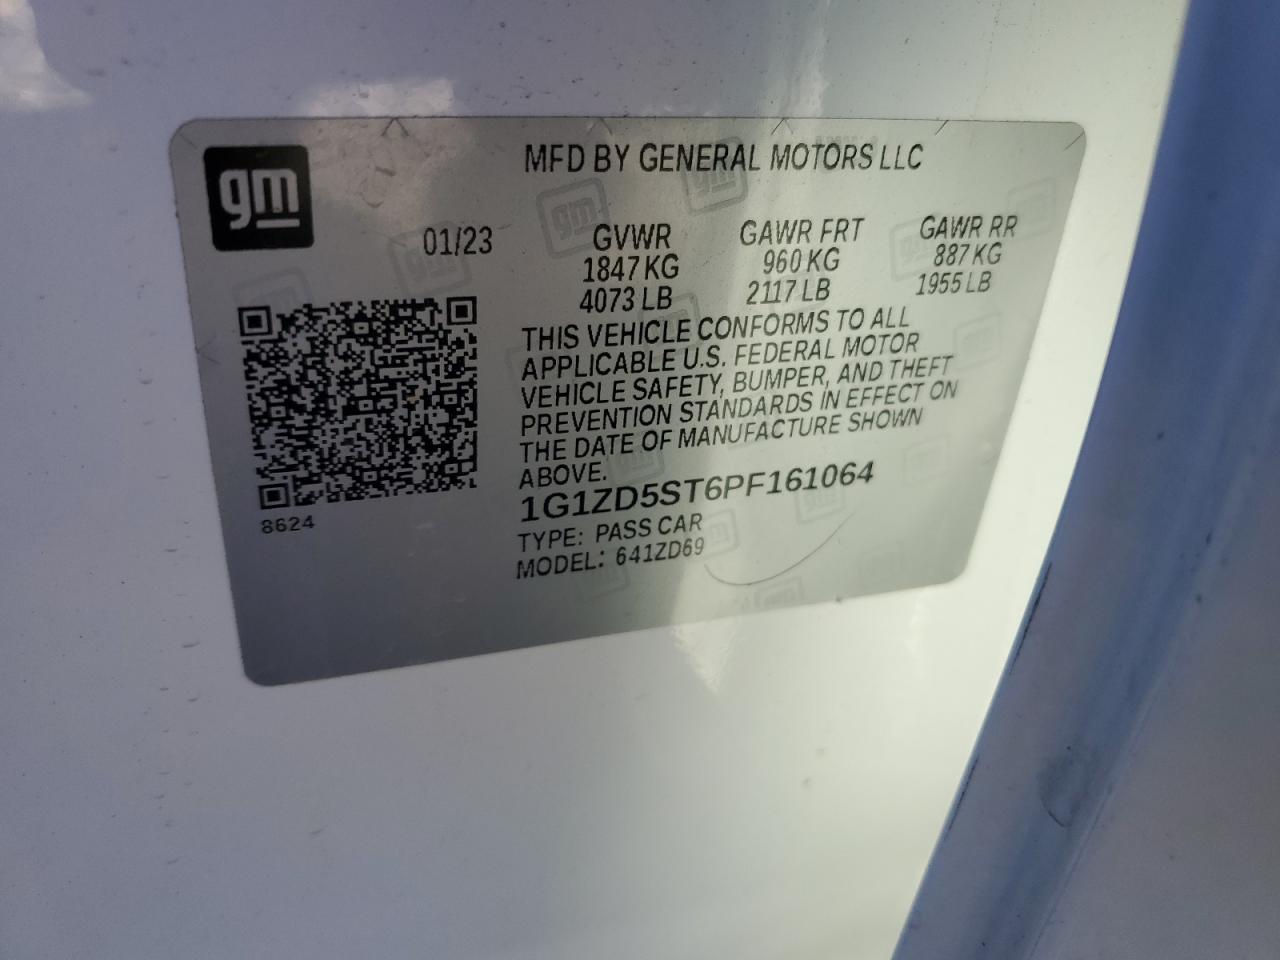 gm
MFD BY GENERAL MOTORS LLC
01/23 GVWR GAWR FRT GAWR RR
1847 KG 960 KG 887 KG
4073 LB 2117 LB 1955 LB
THIS VEHICLE CONFORMS TO ALL
APPLICABLE U.S. FEDERAL MOTOR
VEHICLE SAFETY, BUMPER, AND THEFT
PREVENTION STANDARDS IN EFFECT ON
THE DATE OF MANUFACTURE SHOWN
ABOVE.
1G1ZD5ST6PF161064
TYPE: PASS CAR
MODEL: 641ZD69
8624